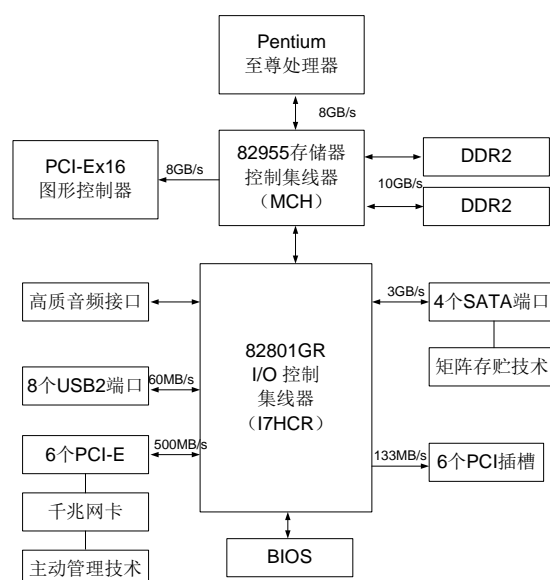 Pentium
至尊处理器
8GB/s
82955存储器
控制集线器
（MCH）
PCI-Ex16
图形控制器
8GB/s
DDR2
10GB/s
DDR2
高质音频接口
82801GR
I/O 控制
集线器
（I7HCR）
3GB/s
4个SATA端口
矩阵存贮技术
8个USB2端口
60MB/s
6个PCI-E
500MB/s
千兆网卡
主动管理技术
133MB/s
6个PCI插槽
BIOS